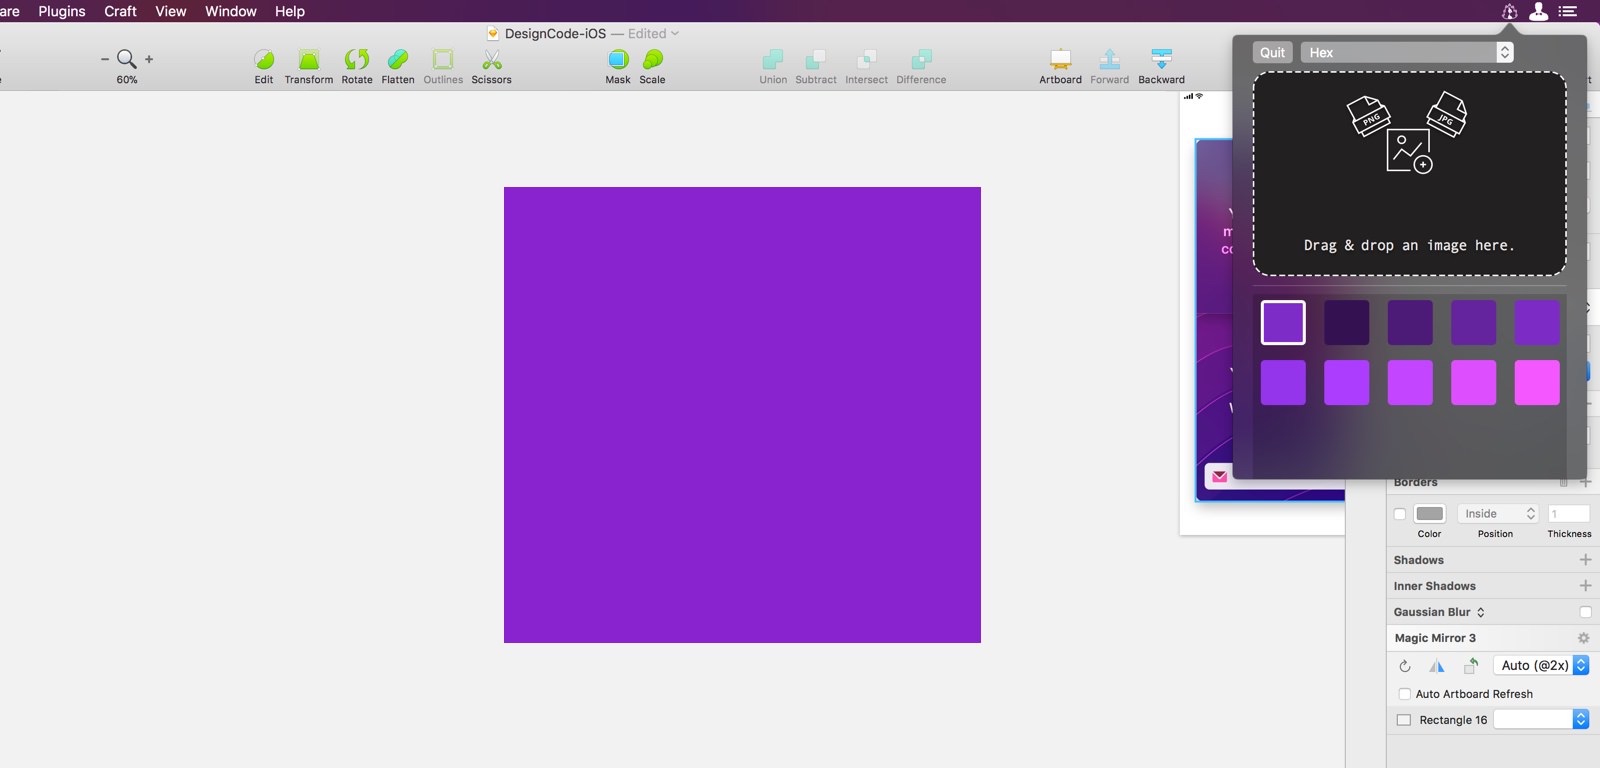 are Plugins Craft View Window Help
DesignCode-iOS — Edited
60%
Edit Transform Rotate Flatten Outlines Scissors
Mask Scale
Union Subtract Intersect Difference
Artboard Forward Backward
Quit Hex
PNG JPG
Drag & drop an image here.
Borders
Inside 1
Color Position Thickness
Shadows
Inner Shadows
Gaussian Blur
Magic Mirror 3
Auto (@2x)
Auto Artboard Refresh
Rectangle 16